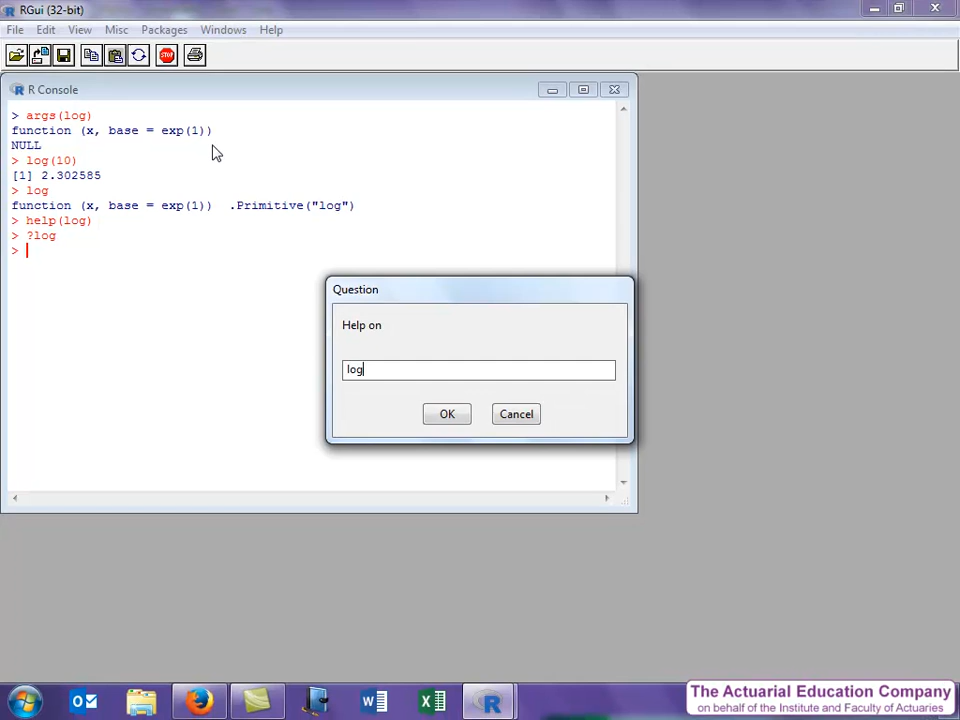 RGui (32-bit)
File Edit View Misc Packages Windows Help
STOP
R Console
> args(log)
function (x, base = exp(1))
NULL
> log(10)
[1] 2.302585
> log
function (x, base = exp(1))  .Primitive("log")
> help(log)
> ?log
>
Question
Help on
log
OK Cancel
The Actuarial Education Company
on behalf of the Institute and Faculty of Actuaries